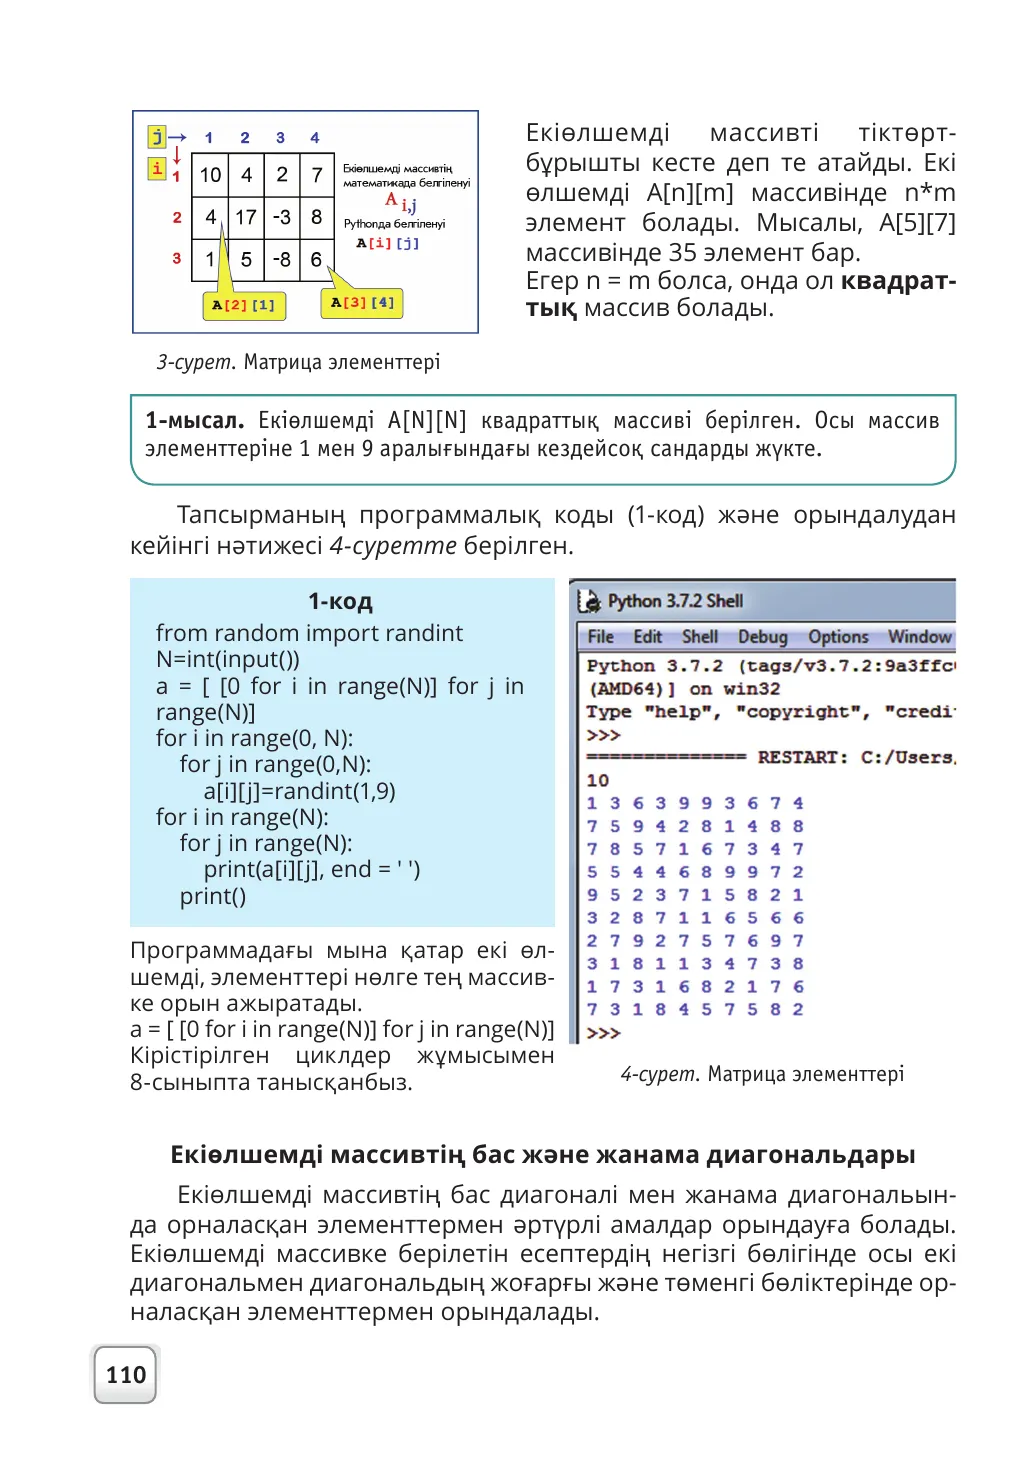 j → 1 2 3 4
i
1 10 4 2 7
2 4 17 -3 8
3 1 5 -8 6
Екіөлшемді массивтің
математикада белгіленуі
A i,j
Pythonда белгіленуі
A[i][j]
A[2][1]
A[3][4]
3-сурет. Матрица элементтері
Екіөлшемді массивті тіктөрт-
бұрышты кесте деп те атайды. Екі
өлшемді A[n][m] массивінде n*m
элемент болады. Мысалы, A[5][7]
массивінде 35 элемент бар.
Егер n = m болса, онда ол квадрат-
тық массив болады.
1-мысал. Екіөлшемді A[N][N] квадраттық массиві берілген. Осы массив
элементтеріне 1 мен 9 аралығындағы кездейсоқ сандарды жүкте.
Тапсырманың программалық коды (1-код) және орындалудан
кейінгі нәтижесі 4-суретте берілген.
1-код
from random import randint
N=int(input())
a = [ [0 for i in range(N)] for j in
range(N)]
for i in range(0, N):
for j in range(0,N):
a[i][j]=randint(1,9)
for i in range(N):
for j in range(N):
print(a[i][j], end = ' ')
print()
Программадағы мына қатар екі өл-
шемді, элементтері нөлге тең массив-
ке орын ажыратады.
a = [ [0 for i in range(N)] for j in range(N)]
Кірістірілген циклдер жұмысымен
8-сыныпта танысқанбыз.
Python 3.7.2 Shell
File Edit Shell Debug Options Window
Python 3.7.2 (tags/v3.7.2:9a3ffc
(AMD64)] on win32
Type "help", "copyright", "credi
>>>
============== RESTART: C:/Users
10
1 3 6 3 9 9 3 6 7 4
7 5 9 4 2 8 1 4 8 8
7 8 5 7 1 6 7 3 4 7
5 5 4 4 6 8 9 9 7 2
9 5 2 3 7 1 5 8 2 1
3 2 8 7 1 1 6 5 6 6
2 7 9 2 7 5 7 6 9 7
3 1 8 1 1 3 4 7 3 8
1 7 3 1 6 8 2 1 7 6
7 3 1 8 4 5 7 5 8 2
>>>
4-сурет. Матрица элементтері
Екіөлшемді массивтің бас және жанама диагональдары
Екіөлшемді массивтің бас диагоналі мен жанама диагональын-
да орналасқан элементтермен әртүрлі амалдар орындауға болады.
Екіөлшемді массивке берілетін есептердің негізгі бөлігінде осы екі
диагональмен диагональдың жоғарғы және төменгі бөліктерінде ор-
наласқан элементтермен орындалады.
110